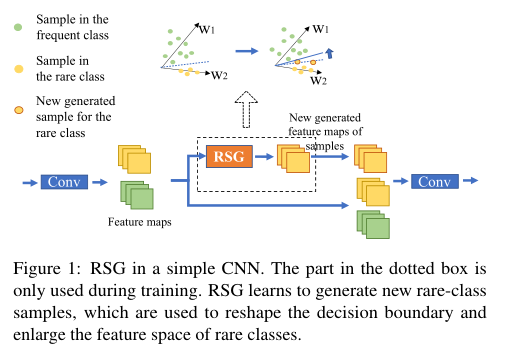 Sample in the
frequent class
Sample in
the rare class
New generated
sample for the
rare class
W1
W2
W1
W2
New generated
feature maps of
samples
RSG
Conv
Conv
Feature maps
Figure 1: RSG in a simple CNN. The part in the dotted box is
only used during training. RSG learns to generate new rare-class
samples, which are used to reshape the decision boundary and
enlarge the feature space of rare classes.